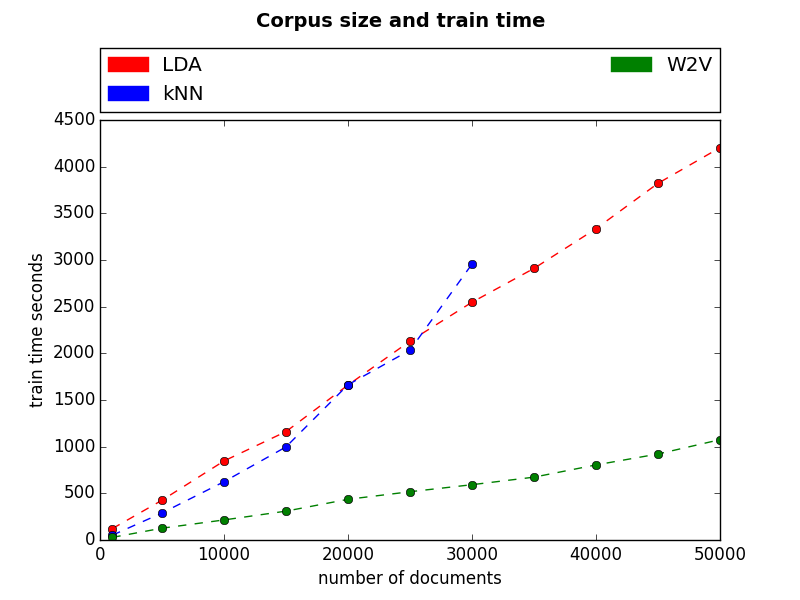 Corpus size and train time
LDA
kNN
W2V
4500
4000
3500
3000
2500
2000
1500
1000
500
0
train time seconds
0 10000 20000 30000 40000 50000
number of documents